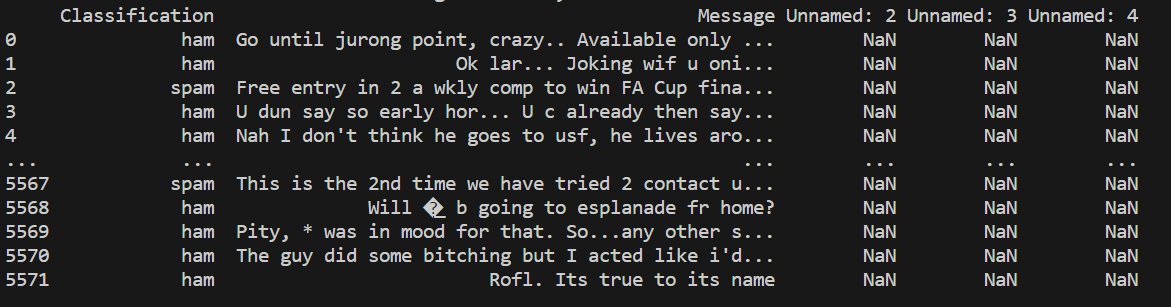 Classification Message Unnamed: 2 Unnamed: 3 Unnamed: 4
0 ham Go until jurong point, crazy.. Available only ... NaN NaN NaN
1 ham Ok lar... Joking wif u oni... NaN NaN NaN
2 spam Free entry in 2 a wkly comp to win FA Cup fina... NaN NaN NaN
3 ham U dun say so early hor... U c already then say... NaN NaN NaN
4 ham Nah I don't think he goes to usf, he lives aro... NaN NaN NaN
... ... ... ... ... ...
5567 spam This is the 2nd time we have tried 2 contact u... NaN NaN NaN
5568 ham Will �_ b going to esplanade fr home? NaN NaN NaN
5569 ham Pity, * was in mood for that. So...any other s... NaN NaN NaN
5570 ham The guy did some bitching but I acted like i'd... NaN NaN NaN
5571 ham Rofl. Its true to its name NaN NaN NaN